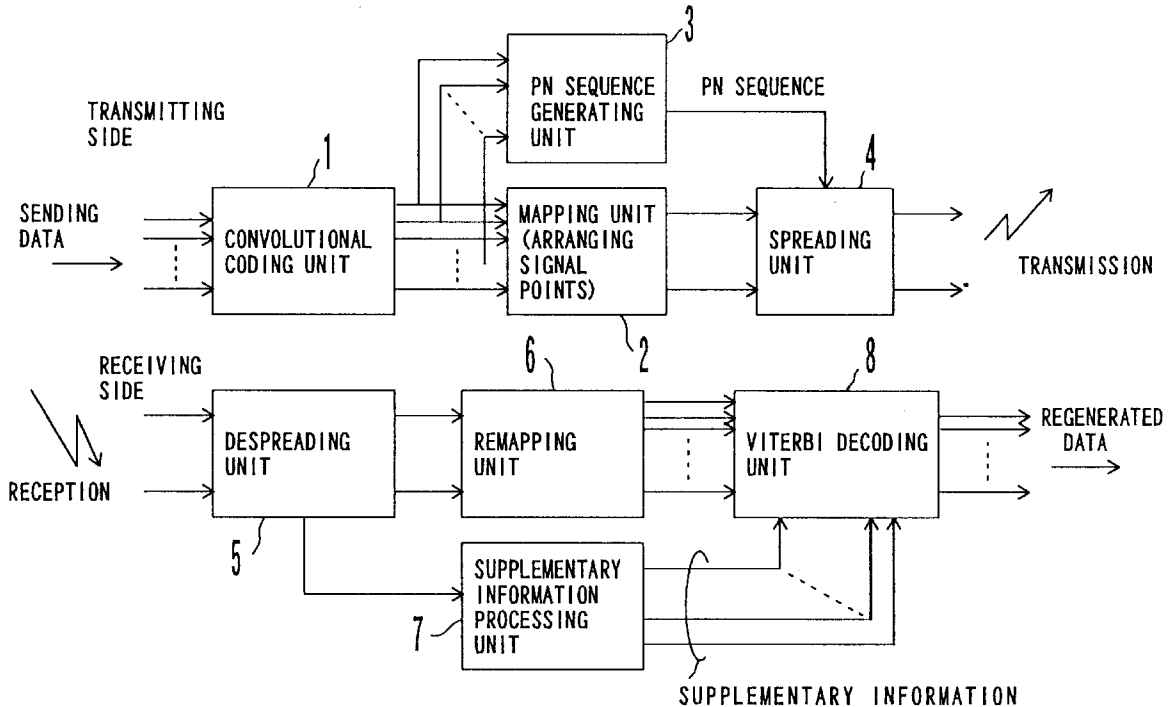 3
PN SEQUENCE
GENERATING
UNIT
PN SEQUENCE
TRANSMITTING
SIDE
1
4
SENDING
DATA
CONVOLUTIONAL
CODING UNIT
MAPPING UNIT
(ARRANGING
SIGNAL
POINTS)
SPREADING
UNIT
TRANSMISSION
2
RECEIVING
SIDE
6
8
DESPREADING
UNIT
REMAPPING
UNIT
VITERBI DECODING
UNIT
REGENERATED
DATA
RECEPTION
5
SUPPLEMENTARY
INFORMATION
PROCESSING
UNIT
7
SUPPLEMENTARY INFORMATION